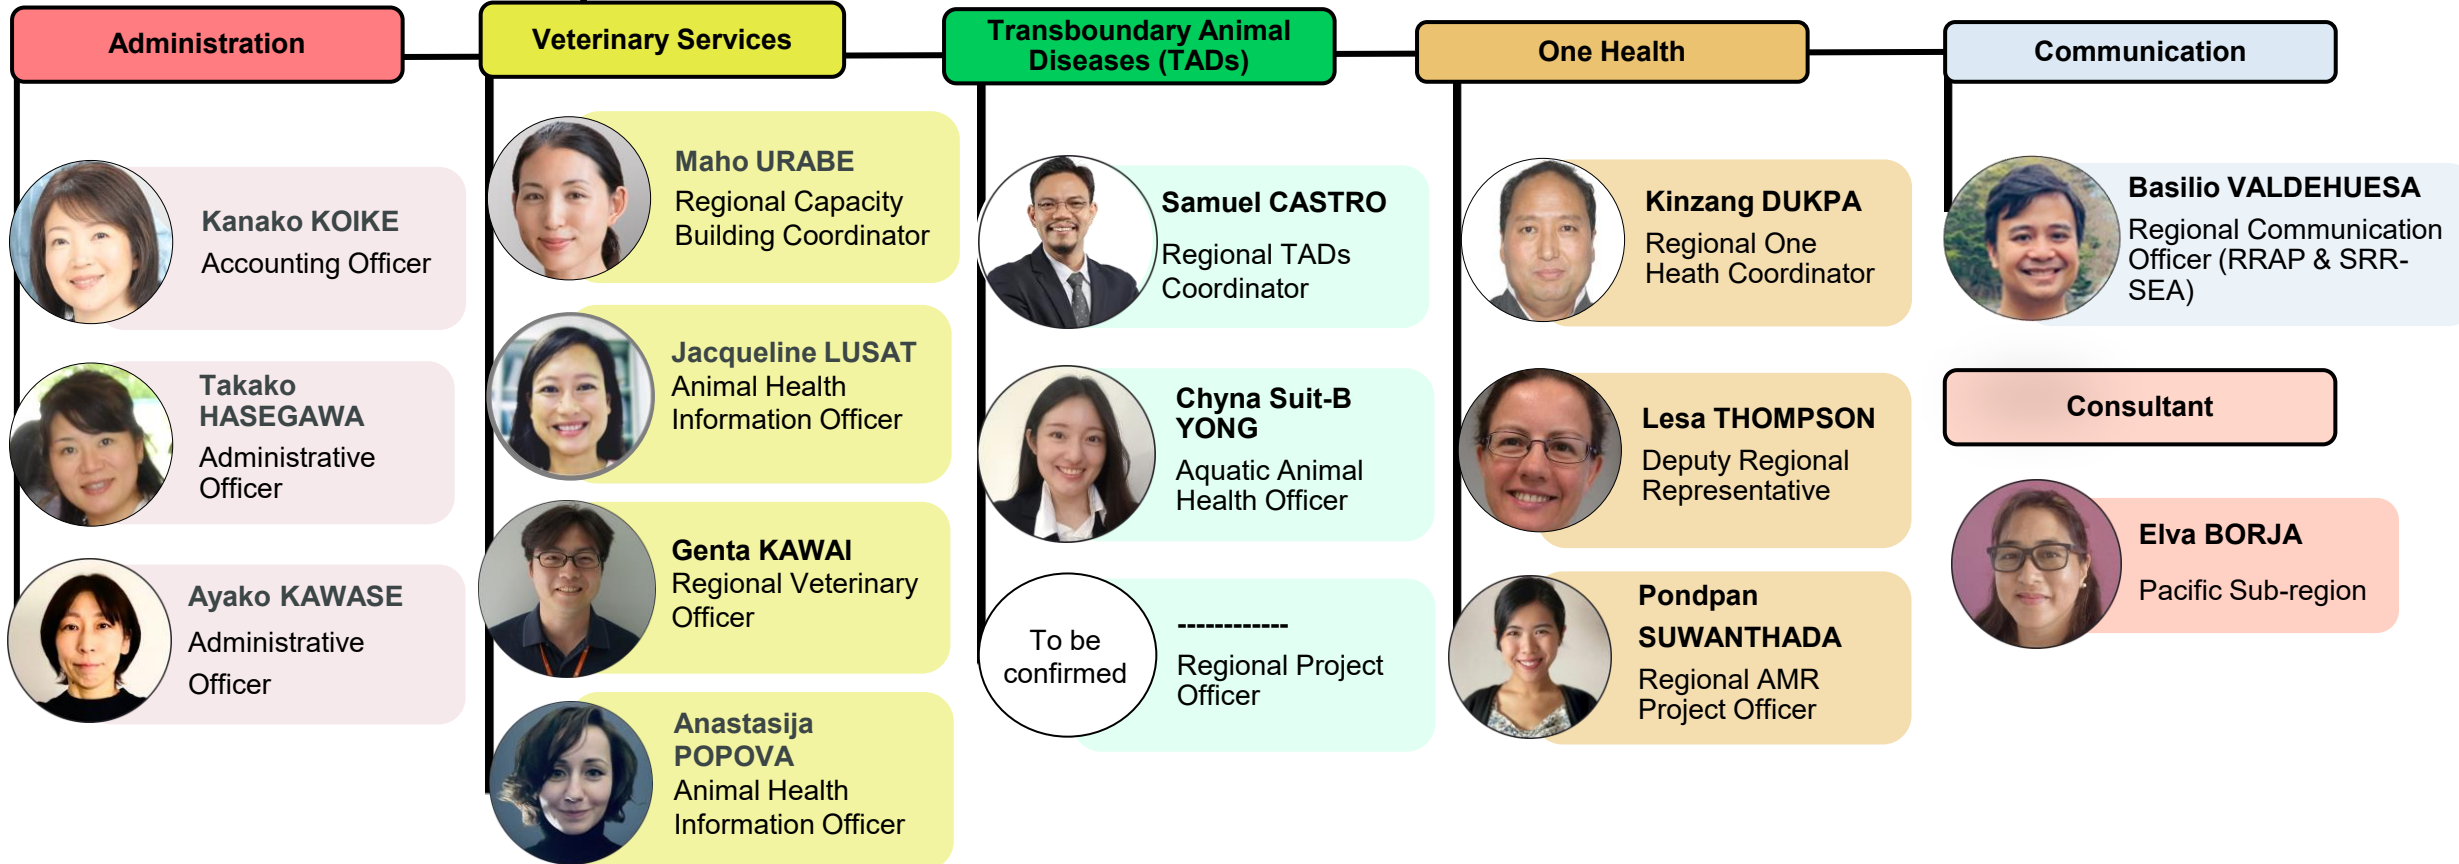 Administration
Kanako KOIKE
Accounting Officer
Takako
HASEGAWA
Administrative
Officer
Ayako KAWASE
Administrative
Officer
Veterinary Services
Maho URABE
Regional Capacity
Building Coordinator
Jacqueline LUSAT
Animal Health
Information Officer
Genta KAWAI
Regional Veterinary
Officer
Anastasija
POPOVA
Animal Health
Information Officer
Transboundary Animal
Diseases (TADs)
Samuel CASTRO
Regional TADs
Coordinator
Chyna Suit-B
YONG
Aquatic Animal
Health Officer
To be
confirmed
------------
Regional Project
Officer
One Health
Kinzang DUKPA
Regional One
Heath Coordinator
Lesa THOMPSON
Deputy Regional
Representative
Pondpan
SUWANTHADA
Regional AMR
Project Officer
Communication
Basilio VALDEHUESA
Regional Communication
Officer (RRAP & SRR-
SEA)
Consultant
Elva BORJA
Pacific Sub-region